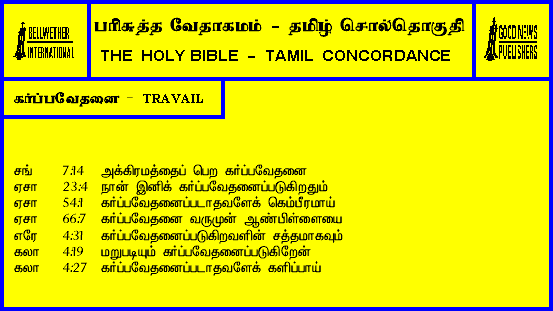 BELLWETHER
INTERNATIONAL
பரிசுத்த வேதாகமம் - தமிழ் சொல்தொகுதி
THE HOLY BIBLE - TAMIL CONCORDANCE
GOOD NEWS
PUBLISHERS
கர்ப்பவேதனை - TRAVAIL
சங் 7:14 அக்கிரமத்தைப் பெற கர்ப்பவேதனை
ஏசா 23:4 நான் இனிக் கர்ப்பவேதனைப்படுகிறதும்
ஏசா 54:1 கர்ப்பவேதனைப்படாதவளேக் கெம்பீரமாய்
ஏசா 66:7 கர்ப்பவேதனை வருமுன் ஆண்பிள்ளையை
எரே 4:31 கர்ப்பவேதனைப்படுகிறவளின் சத்தமாகவும்
கலா 4:19 மறுபடியும் கர்ப்பவேதனைப்படுகிறேன்
கலா 4:27 கர்ப்பவேதனைப்படாதவளேக் களிப்பாய்